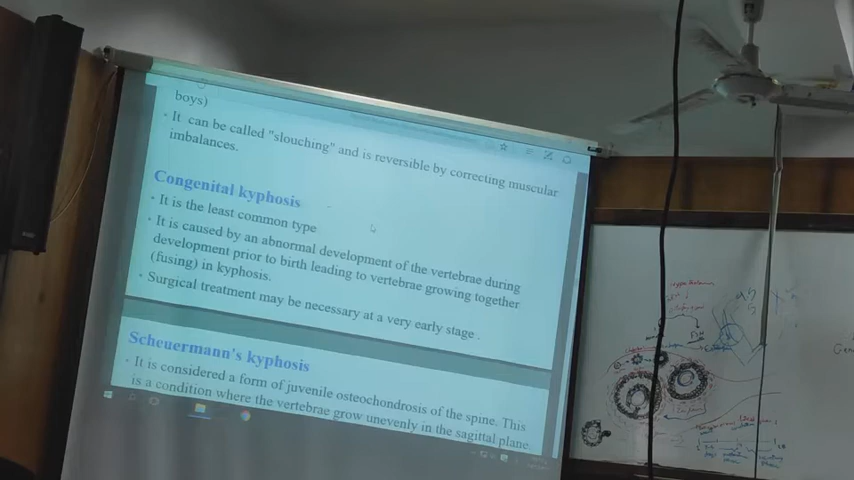 boys)
• It can be called "slouching" and is reversible by correcting muscular
imbalances.
Congenital kyphosis
• It is the least common type
• It is caused by an abnormal development of the vertebrae during
development prior to birth leading to vertebrae growing together
(fusing) in kyphosis.
• Surgical treatment may be necessary at a very early stage .
Scheuermann's kyphosis
• It is considered a form of juvenile osteochondrosis of the spine. This
is a condition where the vertebrae grow unevenly in the sagittal plane